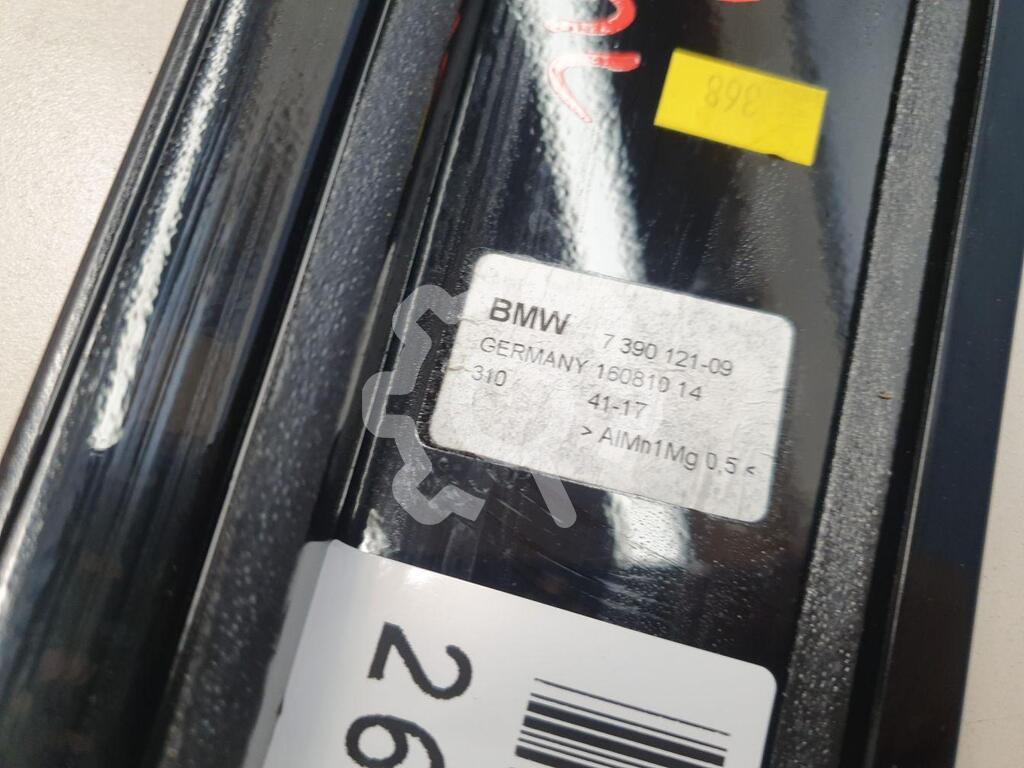 368
BMW 7 390 121-09
GERMANY 160810 14
310 41-17
> AlMn1Mg 0,5 <
26